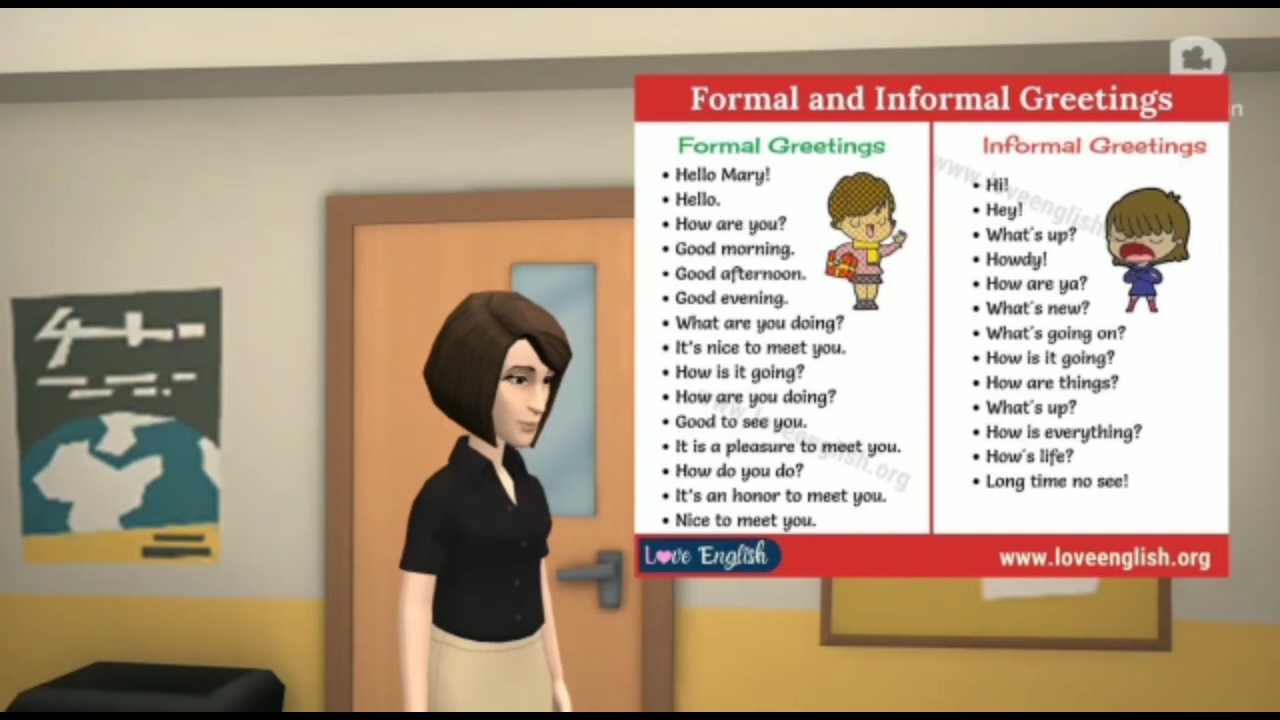 Formal and Informal Greetings
Formal Greetings
• Hello Mary!
• Hello.
• How are you?
• Good morning.
• Good afternoon.
• Good evening.
• What are you doing?
• It's nice to meet you.
• How is it going?
• How are you doing?
• Good to see you.
• It is a pleasure to meet you.
• How do you do?
• It's an honor to meet you.
• Nice to meet you.
Informal Greetings
• Hi!
• Hey!
• What's up?
• Howdy!
• How are ya?
• What's new?
• What's going on?
• How is it going?
• How are things?
• What's up?
• How is everything?
• How's life?
• Long time no see!
www.loveenglish.org
Love English
www.loveenglish.org